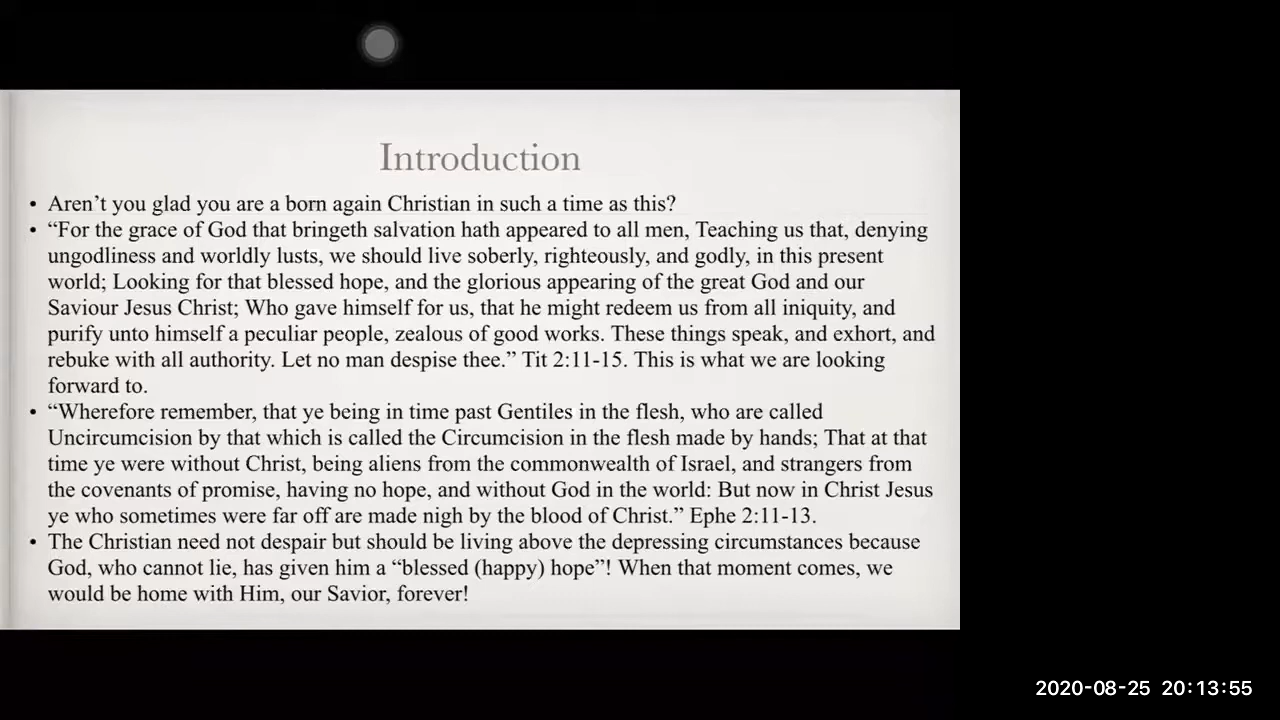 Introduction
• Aren’t you glad you are a born again Christian in such a time as this?
• “For the grace of God that bringeth salvation hath appeared to all men, Teaching us that, denying
ungodliness and worldly lusts, we should live soberly, righteously, and godly, in this present
world; Looking for that blessed hope, and the glorious appearing of the great God and our
Saviour Jesus Christ; Who gave himself for us, that he might redeem us from all iniquity, and
purify unto himself a peculiar people, zealous of good works. These things speak, and exhort, and
rebuke with all authority. Let no man despise thee.” Tit 2:11-15. This is what we are looking
forward to.
• “Wherefore remember, that ye being in time past Gentiles in the flesh, who are called
Uncircumcision by that which is called the Circumcision in the flesh made by hands; That at that
time ye were without Christ, being aliens from the commonwealth of Israel, and strangers from
the covenants of promise, having no hope, and without God in the world: But now in Christ Jesus
ye who sometimes were far off are made nigh by the blood of Christ.” Ephe 2:11-13.
• The Christian need not despair but should be living above the depressing circumstances because
God, who cannot lie, has given him a “blessed (happy) hope”! When that moment comes, we
would be home with Him, our Savior, forever!
2020-08-25 20:13:55